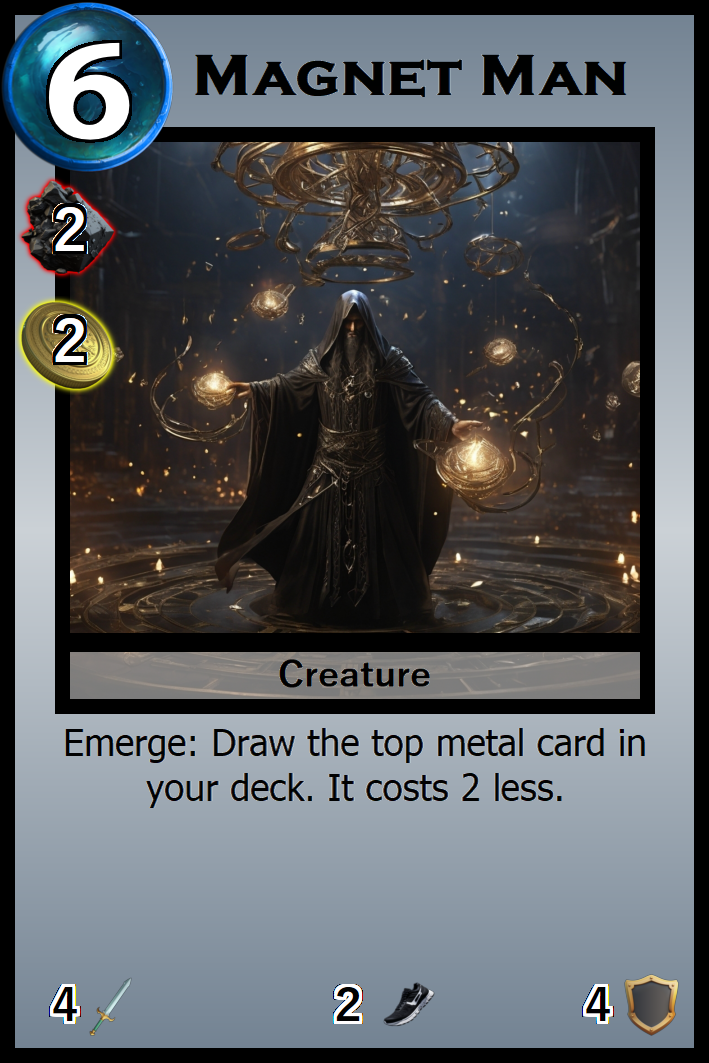 6
Magnet Man
2
2
Creature
Emerge: Draw the top metal card in
your deck. It costs 2 less.
4 2 4